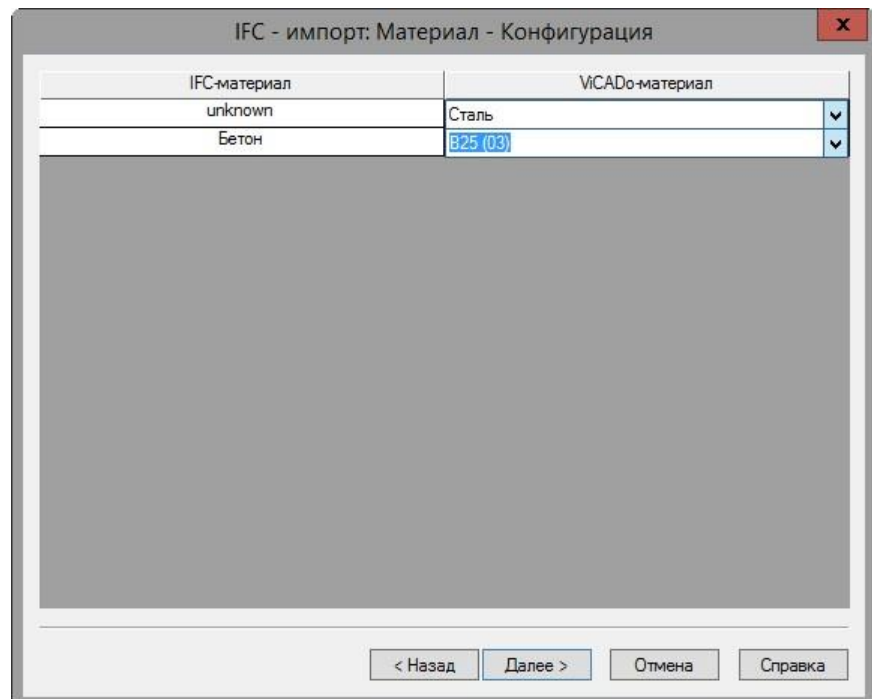 IFC - импорт: Материал - Конфигурация
x
IFC-материал ViCADo-материал
unknown Сталь
Бетон B25 (03)
< Назад Далее > Отмена Справка